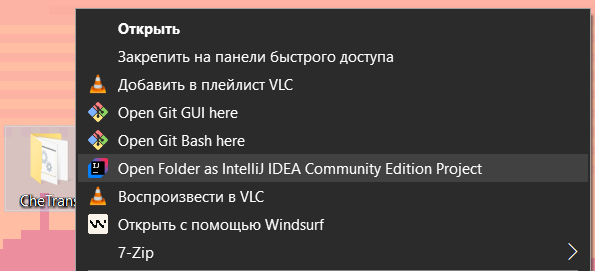 Открыть
Закрепить на панели быстрого доступа
Добавить в плейлист VLC
Open Git GUI here
Open Git Bash here
Open Folder as IntelliJ IDEA Community Edition Project
Воспроизвести в VLC
Открыть с помощью Windsurf
7-Zip
CheTrans